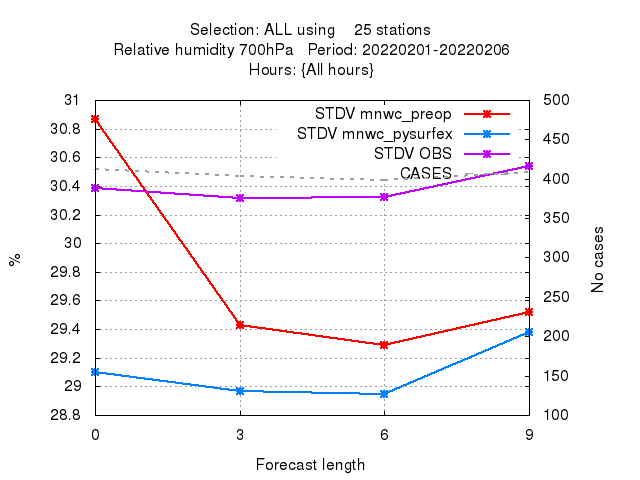 Selection: ALL using    25 stations
Relative humidity 700hPa   Period: 20220201-20220206
Hours: {All hours}
STDV mnwc_preop
STDV mnwc_pysurfex
STDV OBS
CASES
31
30.8
30.6
30.4
30.2
30
29.8
29.6
29.4
29.2
29
28.8
%
500
450
400
350
300
250
200
150
100
No cases
0 3 6 9
Forecast length